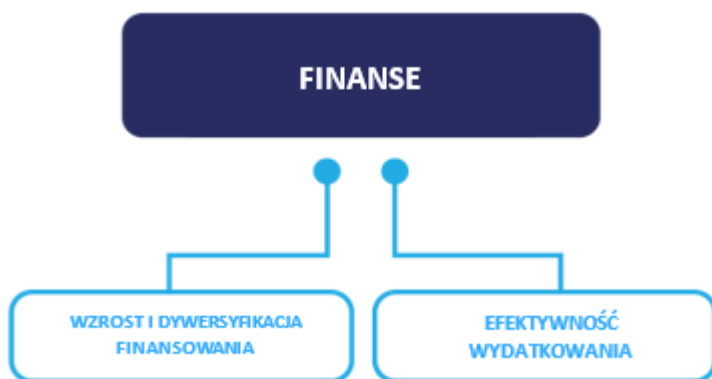 FINANSE
WZROST I DYWERSYFIKACJA
FINANSOWANIA
EFEKTYWNOŚĆ
WYDATKOWANIA